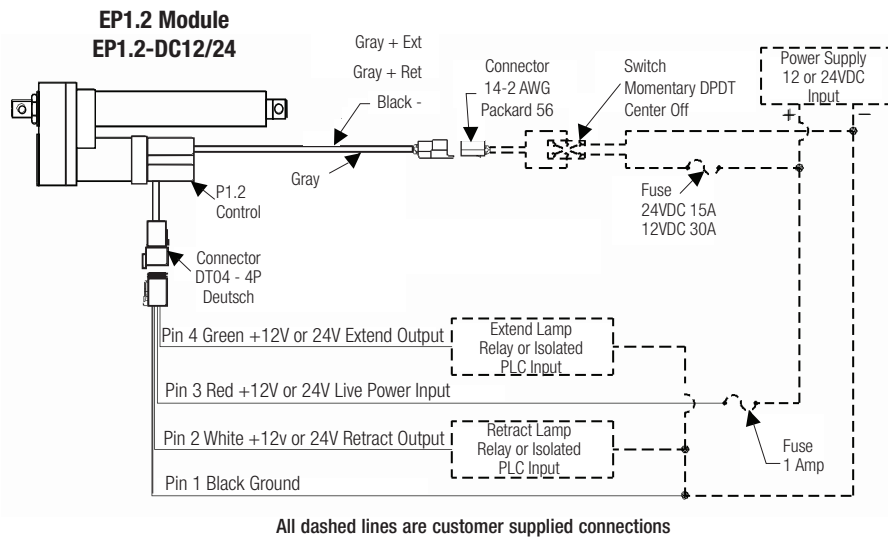 EP1.2 Module
EP1.2-DC12/24
Gray + Ext
Gray + Ret
Black -
Gray
Connector
14-2 AWG
Packard 56
Switch
Momentary DPDT
Center Off
Power Supply
12 or 24VDC
Input
+
–
P1.2
Control
Fuse
24VDC 15A
12VDC 30A
Connector
DT04 - 4P
Deutsch
Pin 4 Green +12V or 24V Extend Output
Extend Lamp
Relay or Isolated
PLC Input
Pin 3 Red +12V or 24V Live Power Input
Pin 2 White +12v or 24V Retract Output
Retract Lamp
Relay or Isolated
PLC Input
Fuse
1 Amp
Pin 1 Black Ground
All dashed lines are customer supplied connections